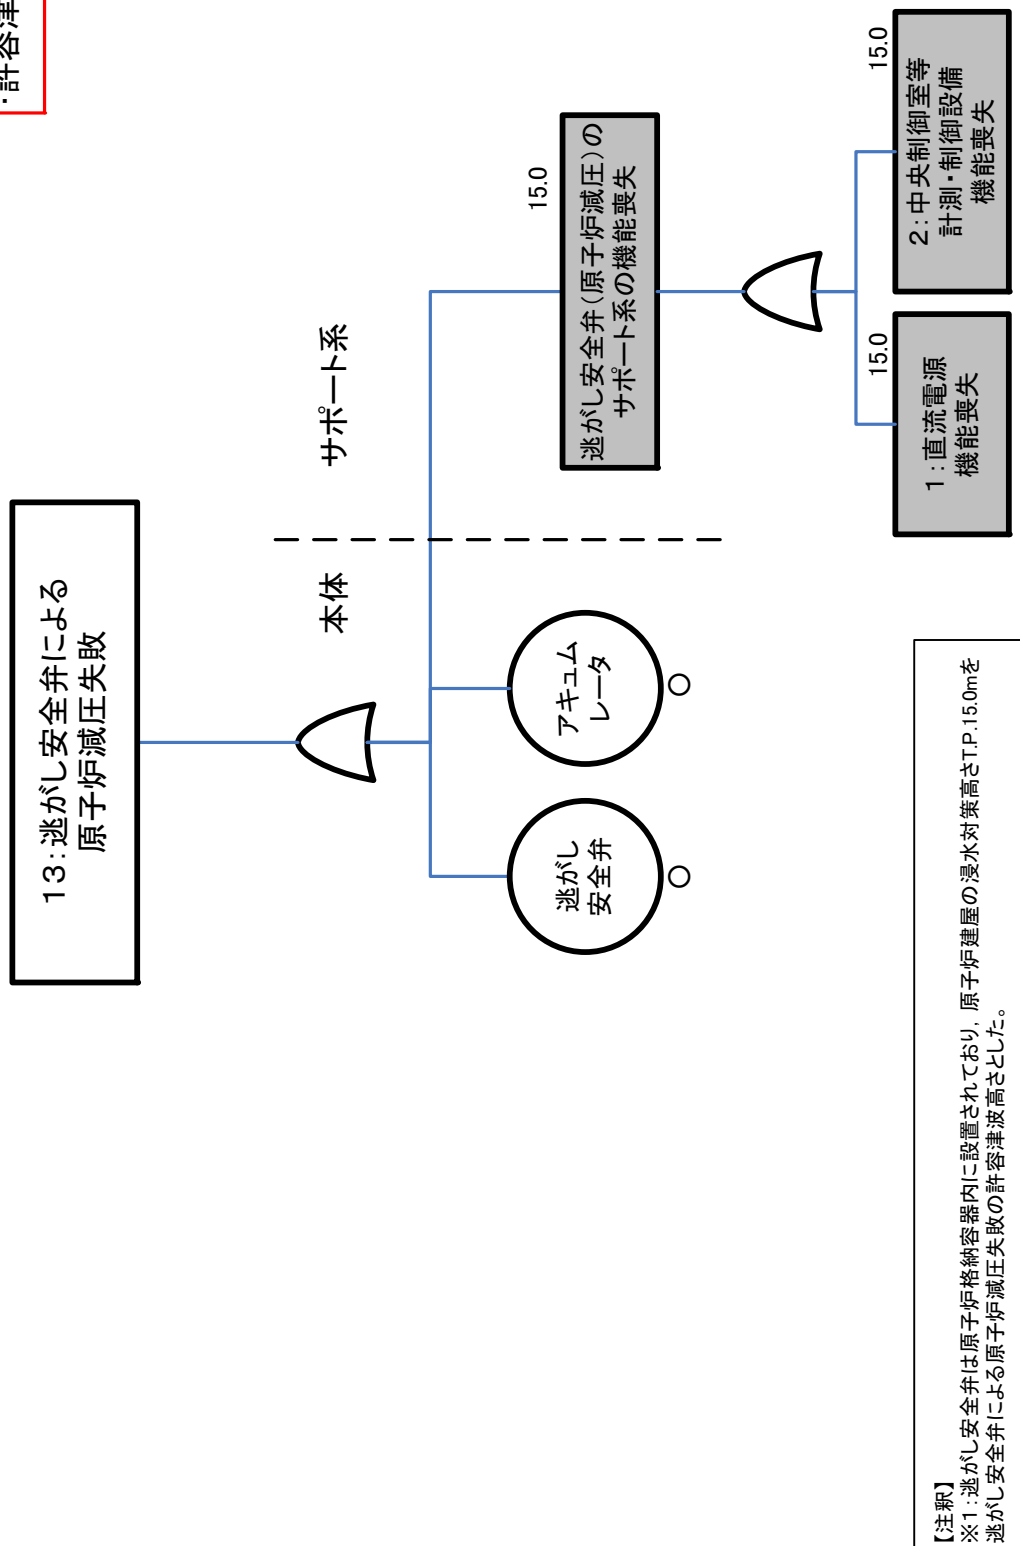 ・許容津
13:逃がし安全弁による
原子炉減圧失敗
本体
サポート系
逃がし
安全弁
○
アキュム
レータ
○
15.0
逃がし安全弁(原子炉減圧)の
サポート系の機能喪失
15.0
1:直流電源
機能喪失
15.0
2:中央制御室等
計測・制御設備
機能喪失
【注釈】
※1:逃がし安全弁は原子炉格納容器内に設置されており, 原子炉建屋の浸水対策高さT.P.15.0mを
逃がし安全弁による原子炉減圧失敗の許容津波高さとした。